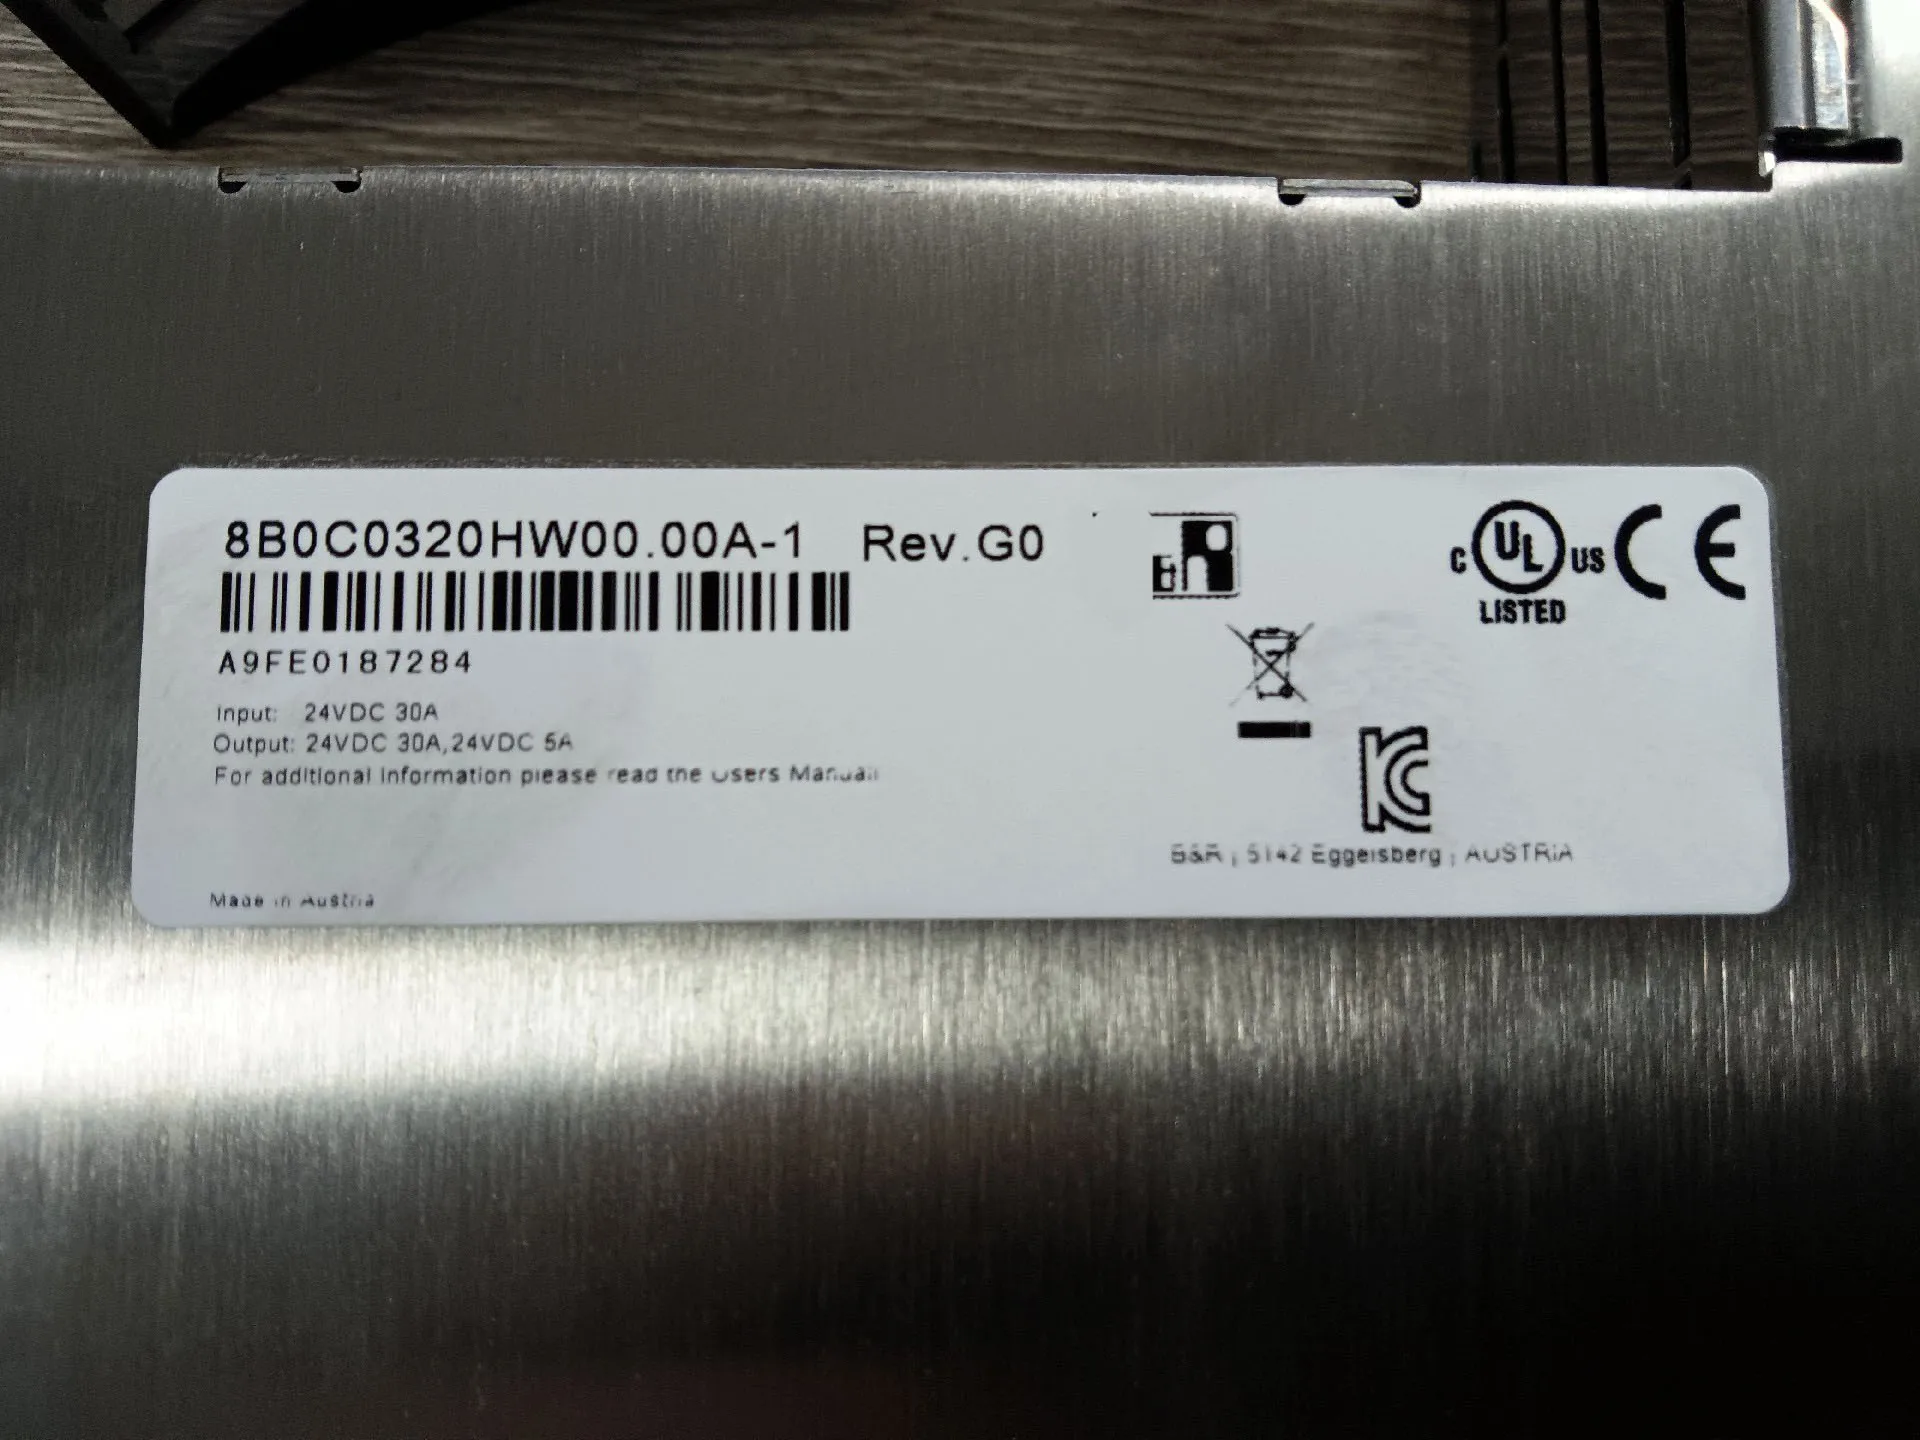 8B0C0320HW00.00A-1 Rev.G0
A9FE0187284
Input: 24VDC 30A
Output: 24VDC 30A,24VDC 5A
For additional information please read the Users Manual!
Made in Austria
C UL US
LISTED
CE
B&R , 5142 Eggelsberg , AUSTRIA